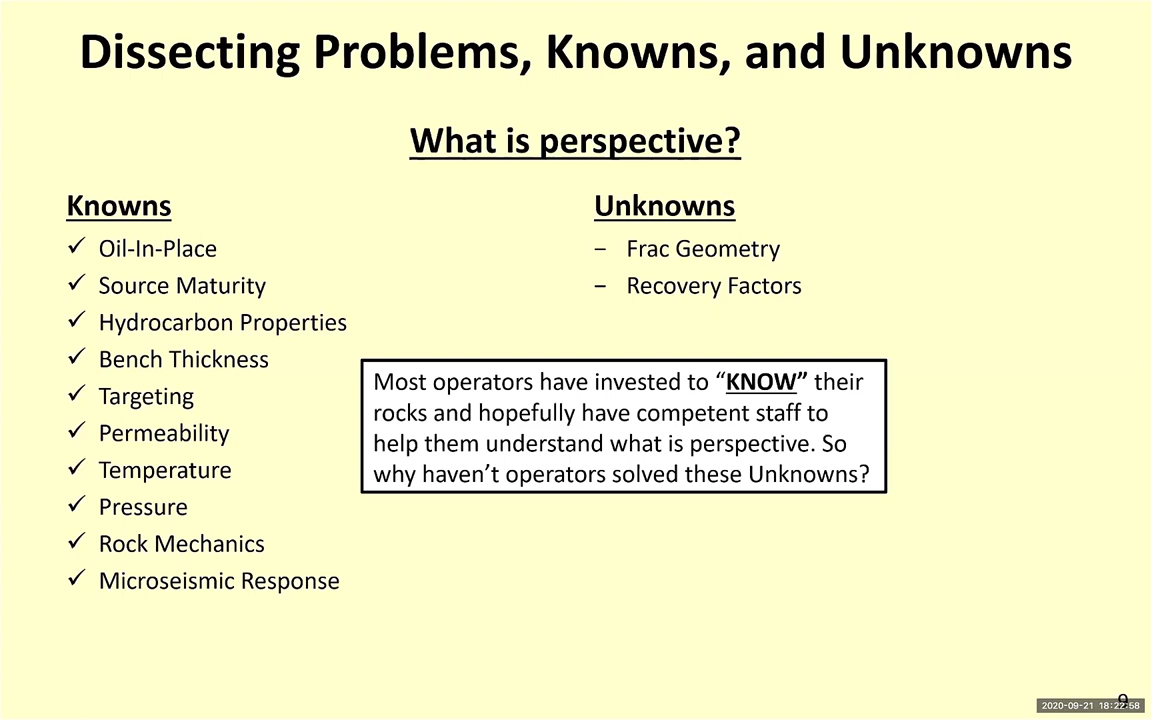 Dissecting Problems, Knowns, and Unknowns
What is perspective?
Knowns
✓ Oil-In-Place
✓ Source Maturity
✓ Hydrocarbon Properties
✓ Bench Thickness
✓ Targeting
✓ Permeability
✓ Temperature
✓ Pressure
✓ Rock Mechanics
✓ Microseismic Response
Unknowns
– Frac Geometry
– Recovery Factors
Most operators have invested to “KNOW” their
rocks and hopefully have competent staff to
help them understand what is perspective. So
why haven’t operators solved these Unknowns?
9
2020-09-21 18:22:58